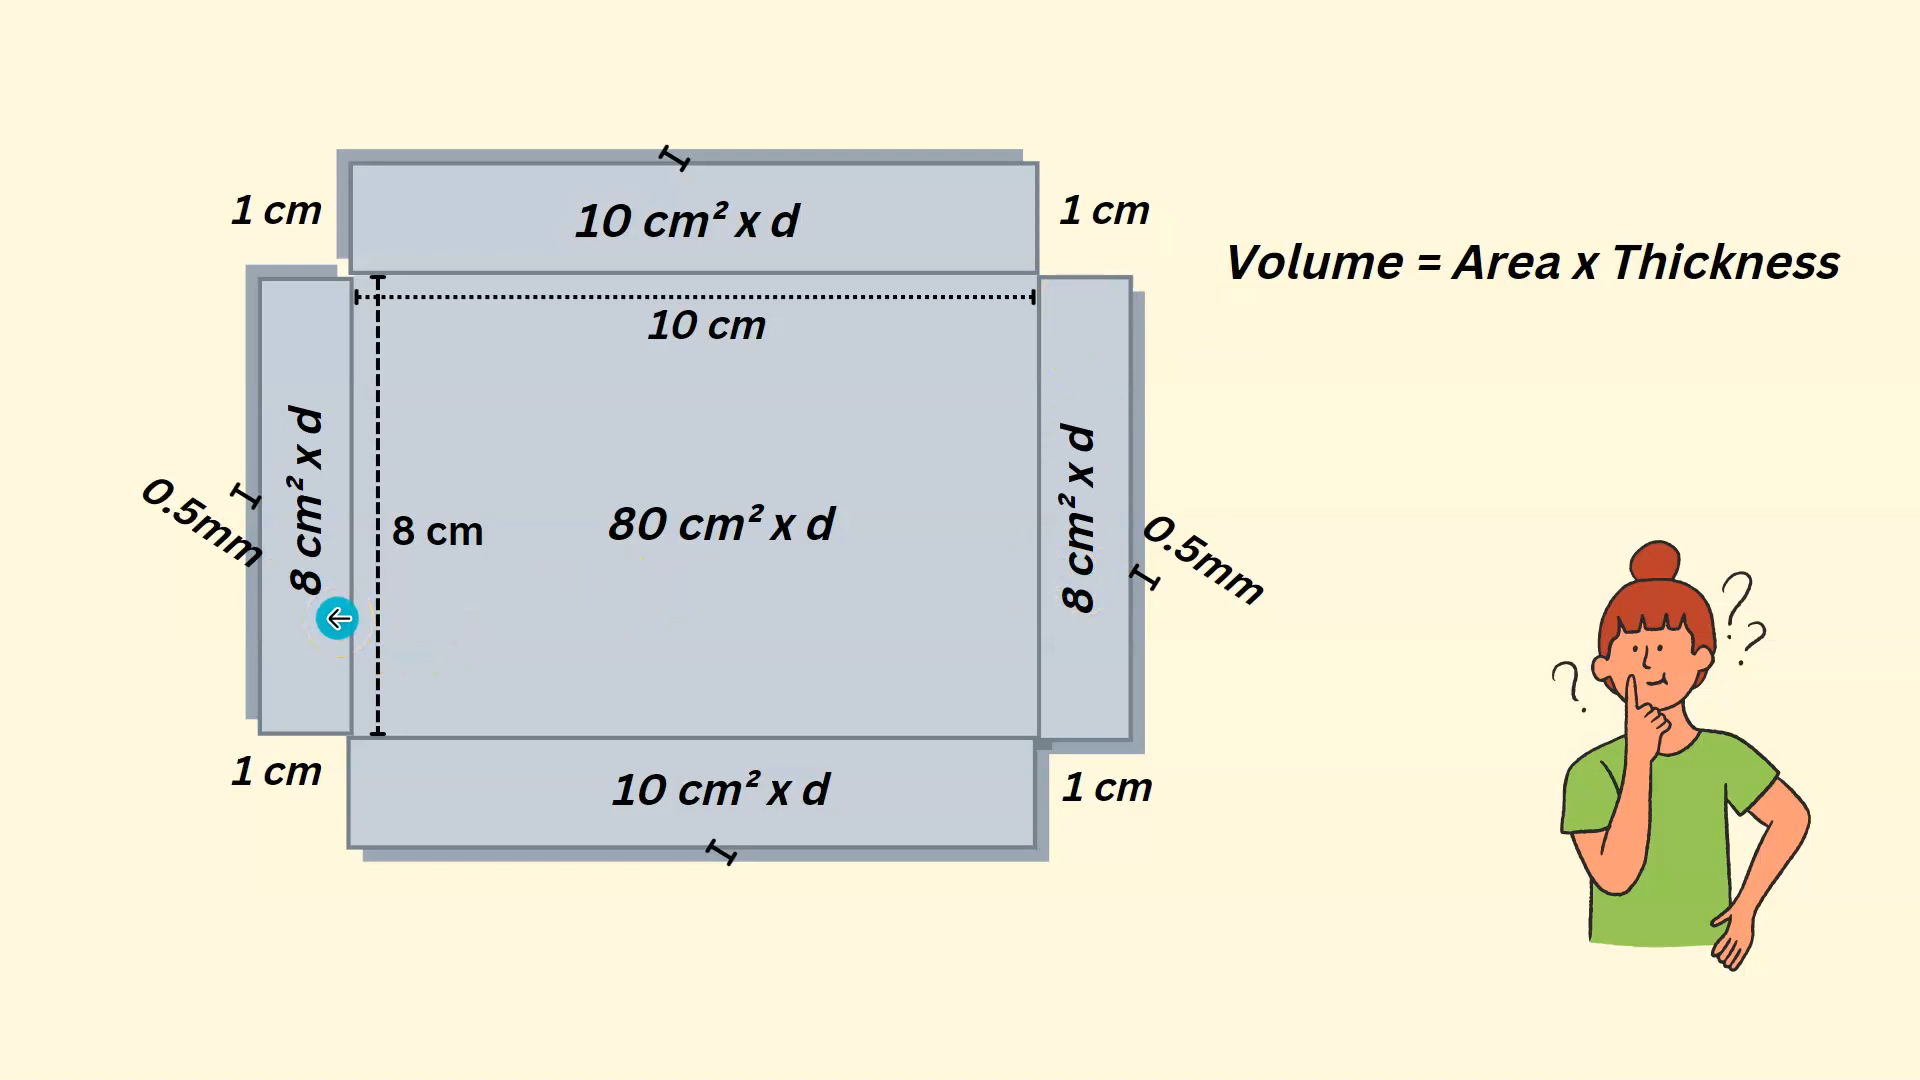 1 cm
10 cm² x d
1 cm
Volume = Area x Thickness
10 cm
8 cm² x d
0.5mm
8 cm
80 cm² x d
8 cm² x d
0.5mm
1 cm
10 cm² x d
1 cm
? ? ?